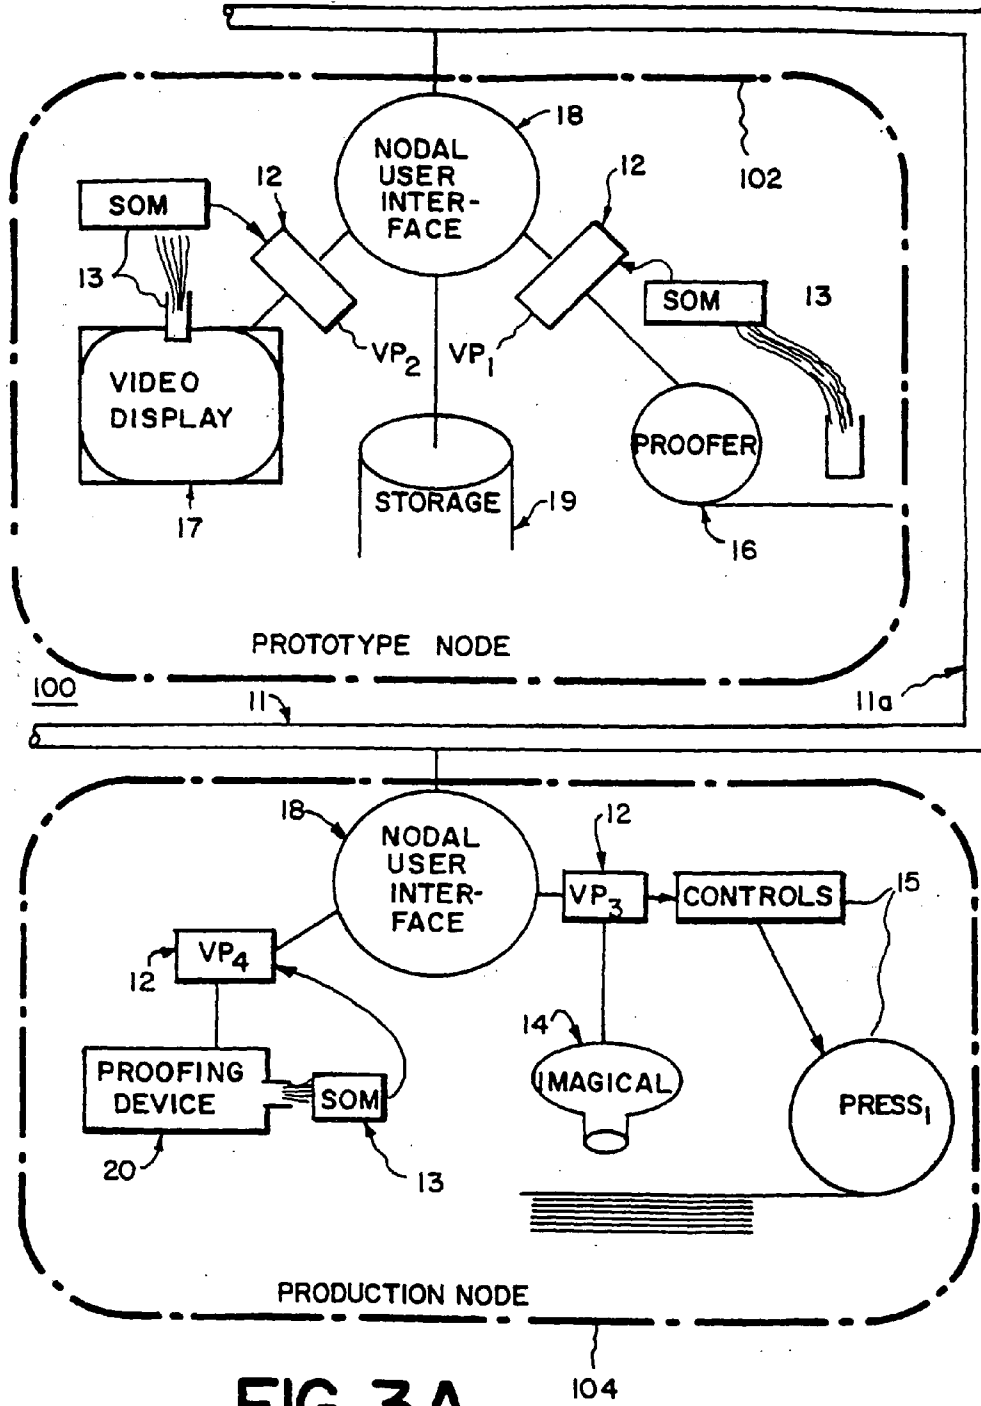 18
NODAL
USER
INTER-
FACE
12
12
102
SOM
13
SOM
13
VP2
VP1
VIDEO
DISPLAY
PROOFER
STORAGE
19
17
16
PROTOTYPE NODE
100
11
11a
18
NODAL
USER
INTER-
FACE
12
VP3
CONTROLS
15
VP4
12
14
PROOFING
DEVICE
SOM
IMAGICAL
PRESS1
20
13
PRODUCTION NODE
104
FIG. 3A